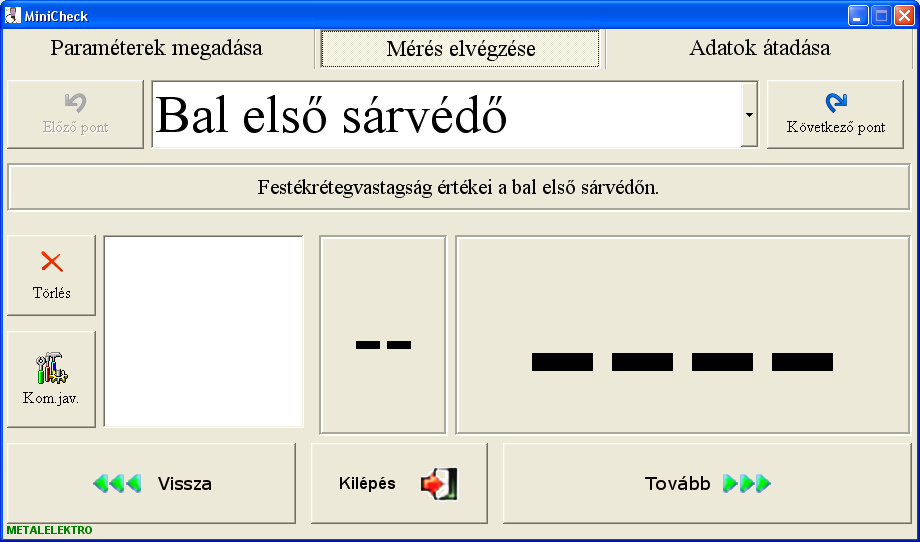 MiniCheck
Paraméterek megadása
Mérés elvégzése
Adatok átadása
Előző pont
Bal első sárvédő
Következő pont
Festékrétegvastagság értékei a bal első sárvédőn.
Törlés
-- ----
Kom.jav.
Vissza
Kilépés
Tovább
METALELEKTRO